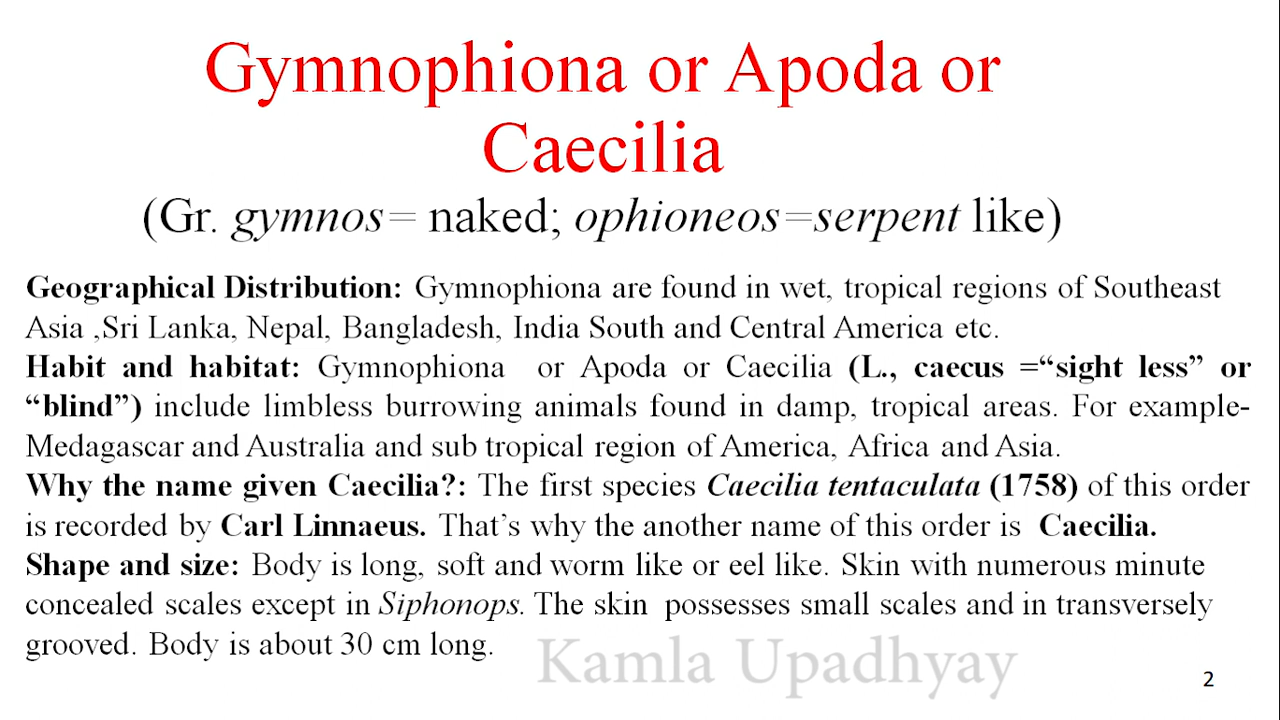 Gymnophiona or Apoda or
Caecilia
(Gr. gymnos= naked; ophioneos=serpent like)
Geographical Distribution: Gymnophiona are found in wet, tropical regions of Southeast
Asia ,Sri Lanka, Nepal, Bangladesh, India South and Central America etc.
Habit and habitat: Gymnophiona or Apoda or Caecilia (L., caecus =“sight less” or
“blind”) include limbless burrowing animals found in damp, tropical areas. For example-
Medagascar and Australia and sub tropical region of America, Africa and Asia.
Why the name given Caecilia?: The first species Caecilia tentaculata (1758) of this order
is recorded by Carl Linnaeus. That’s why the another name of this order is Caecilia.
Shape and size: Body is long, soft and worm like or eel like. Skin with numerous minute
concealed scales except in Siphonops. The skin possesses small scales and in transversely
grooved. Body is about 30 cm long.
Kamla Upadhyay
2